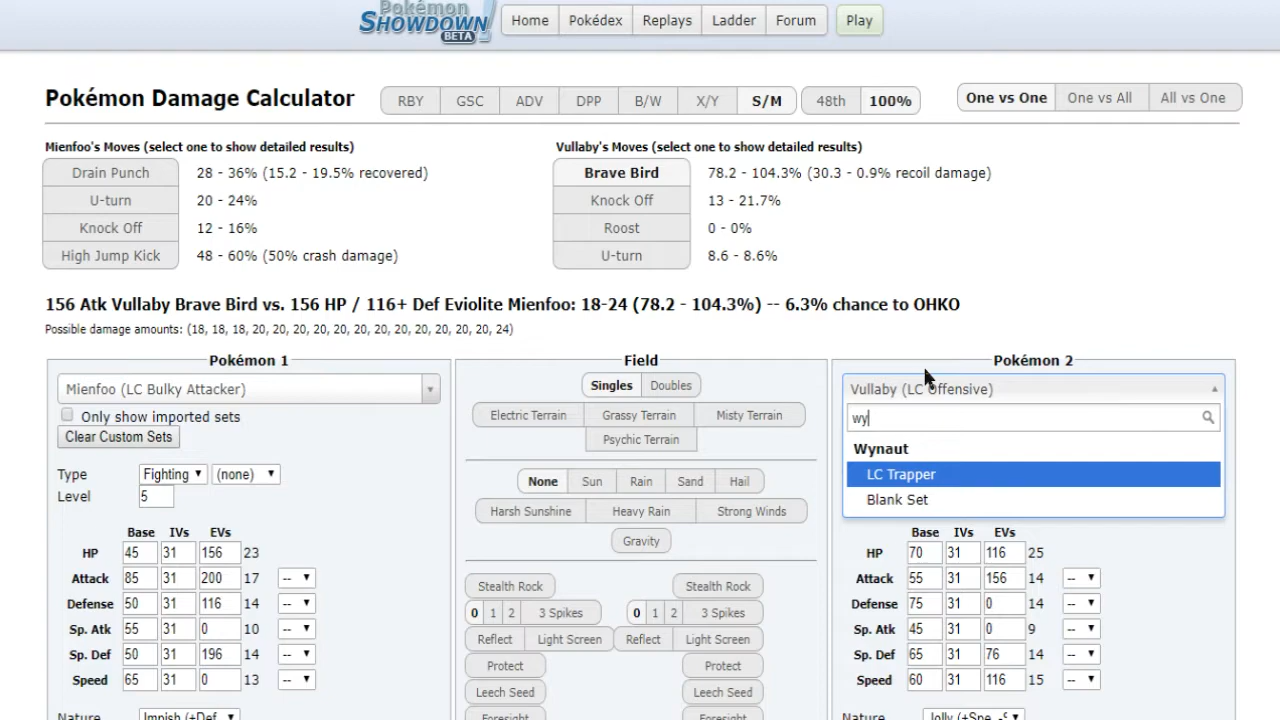 Pokémon
SHOWDOWN!
BETA
Home Pokédex Replays Ladder Forum Play
Pokémon Damage Calculator RBY GSC ADV DPP B/W X/Y S/M 48th 100% One vs One One vs All All vs One
Mienfoo's Moves (select one to show detailed results) Vullaby's Moves (select one to show detailed results)
Drain Punch 28 - 36% (15.2 - 19.5% recovered) Brave Bird 78.2 - 104.3% (30.3 - 0.9% recoil damage)
U-turn 20 - 24% Knock Off 13 - 21.7%
Knock Off 12 - 16% Roost 0 - 0%
High Jump Kick 48 - 60% (50% crash damage) U-turn 8.6 - 8.6%
156 Atk Vullaby Brave Bird vs. 156 HP / 116+ Def Eviolite Mienfoo: 18-24 (78.2 - 104.3%) -- 6.3% chance to OHKO
Possible damage amounts: (18, 18, 18, 20, 20, 20, 20, 20, 20, 20, 20, 20, 20, 20, 20, 24)
Pokémon 1 Field Pokémon 2
Mienfoo (LC Bulky Attacker) Singles Doubles Vullaby (LC Offensive)
Only show imported sets Electric Terrain Grassy Terrain Misty Terrain wy
Clear Custom Sets Psychic Terrain Wynaut
Type Fighting (none) None Sun Rain Sand Hail LC Trapper
Level 5 Harsh Sunshine Heavy Rain Strong Winds Blank Set
Base IVs EVs Gravity Base IVs EVs
HP 45 31 156 23 HP 70 31 116 25
Attack 85 31 200 17 -- Stealth Rock Stealth Rock Attack 55 31 156 14 --
Defense 50 31 116 14 -- 0 1 2 3 Spikes 0 1 2 3 Spikes Defense 75 31 0 14 --
Sp. Atk 55 31 0 10 -- Reflect Light Screen Reflect Light Screen Sp. Atk 45 31 0 9 --
Sp. Def 50 31 196 14 -- Protect Protect Sp. Def 65 31 76 14 --
Speed 65 31 0 13 -- Leech Seed Leech Seed Speed 60 31 116 15 --
Nature Impish (+Def, Foresight Foresight Nature Jolly (+Spe, -S